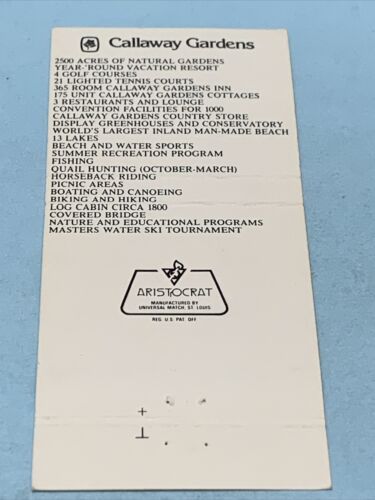 Callaway Gardens
2500 ACRES OF NATURAL GARDENS
YEAR-'ROUND VACATION RESORT
4 GOLF COURSES
21 LIGHTED TENNIS COURTS
365 ROOM CALLAWAY GARDENS INN
175 UNIT CALLAWAY GARDENS COTTAGES
3 RESTAURANTS AND LOUNGE
CONVENTION FACILITIES FOR 1000
CALLAWAY GARDENS COUNTRY STORE
DISPLAY GREENHOUSES AND CONSERVATORY
WORLD'S LARGEST INLAND MAN-MADE BEACH
13 LAKES
BEACH AND WATER SPORTS
SUMMER RECREATION PROGRAM
FISHING
QUAIL HUNTING (OCTOBER-MARCH)
HORSEBACK RIDING
PICNIC AREAS
BOATING AND CANOEING
BIKING AND HIKING
LOG CABIN CIRCA 1800
COVERED BRIDGE
NATURE AND EDUCATIONAL PROGRAMS
MASTERS WATER SKI TOURNAMENT
ARISTOCRAT
MANUFACTURED BY
UNIVERSAL MATCH, ST. LOUIS
REG. U.S. PAT. OFF.